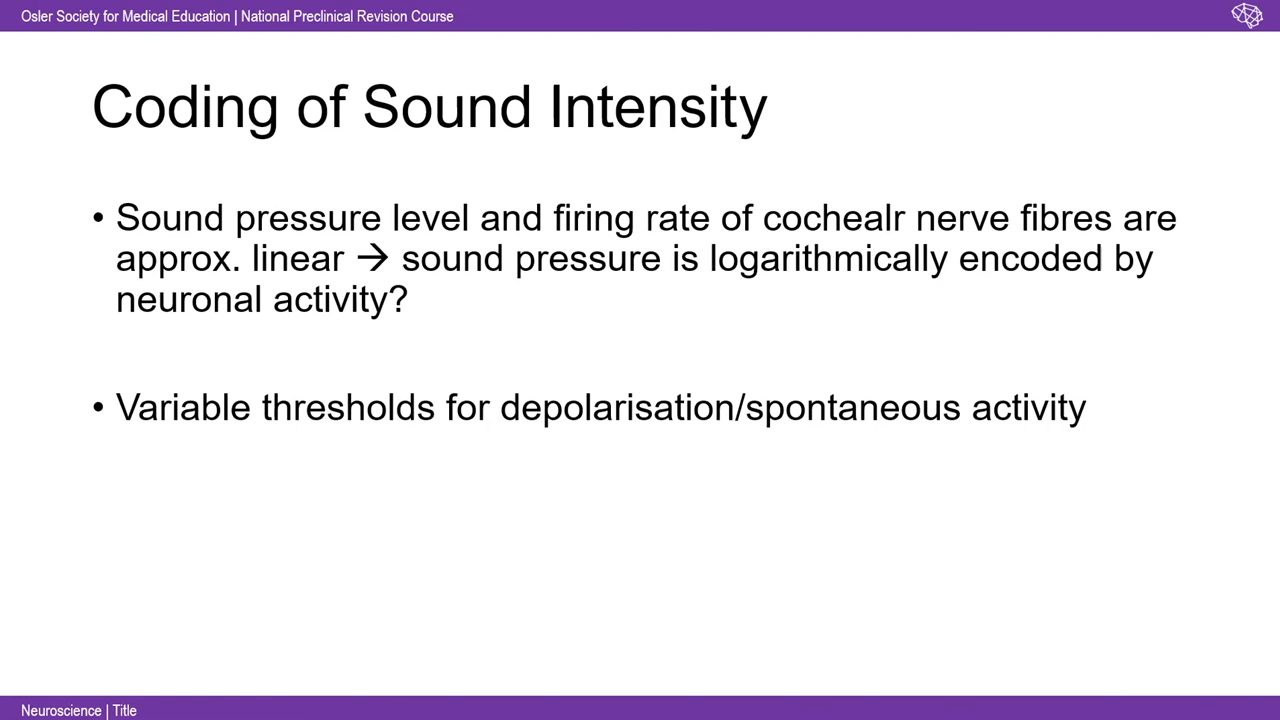 Osler Society for Medical Education | National Preclinical Revision Course
Coding of Sound Intensity
• Sound pressure level and firing rate of cochealr nerve fibres are
approx. linear → sound pressure is logarithmically encoded by
neuronal activity?
• Variable thresholds for depolarisation/spontaneous activity
Neuroscience | Title